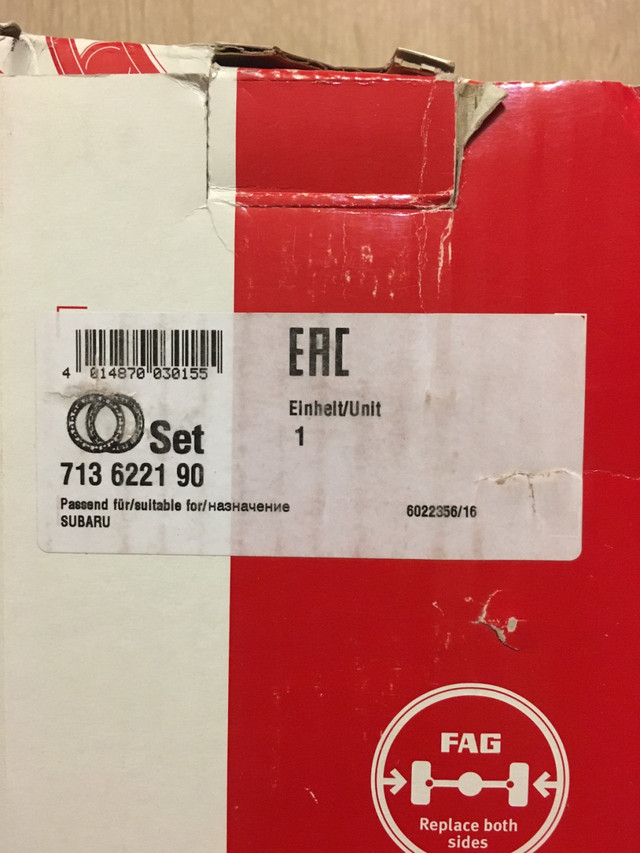 4 014870 030155
EAC
Einheit/Unit
1
Set
713 6221 90
Passend für/suitable for/назначение
SUBARU
6022356/16
FAG
Replace both
sides